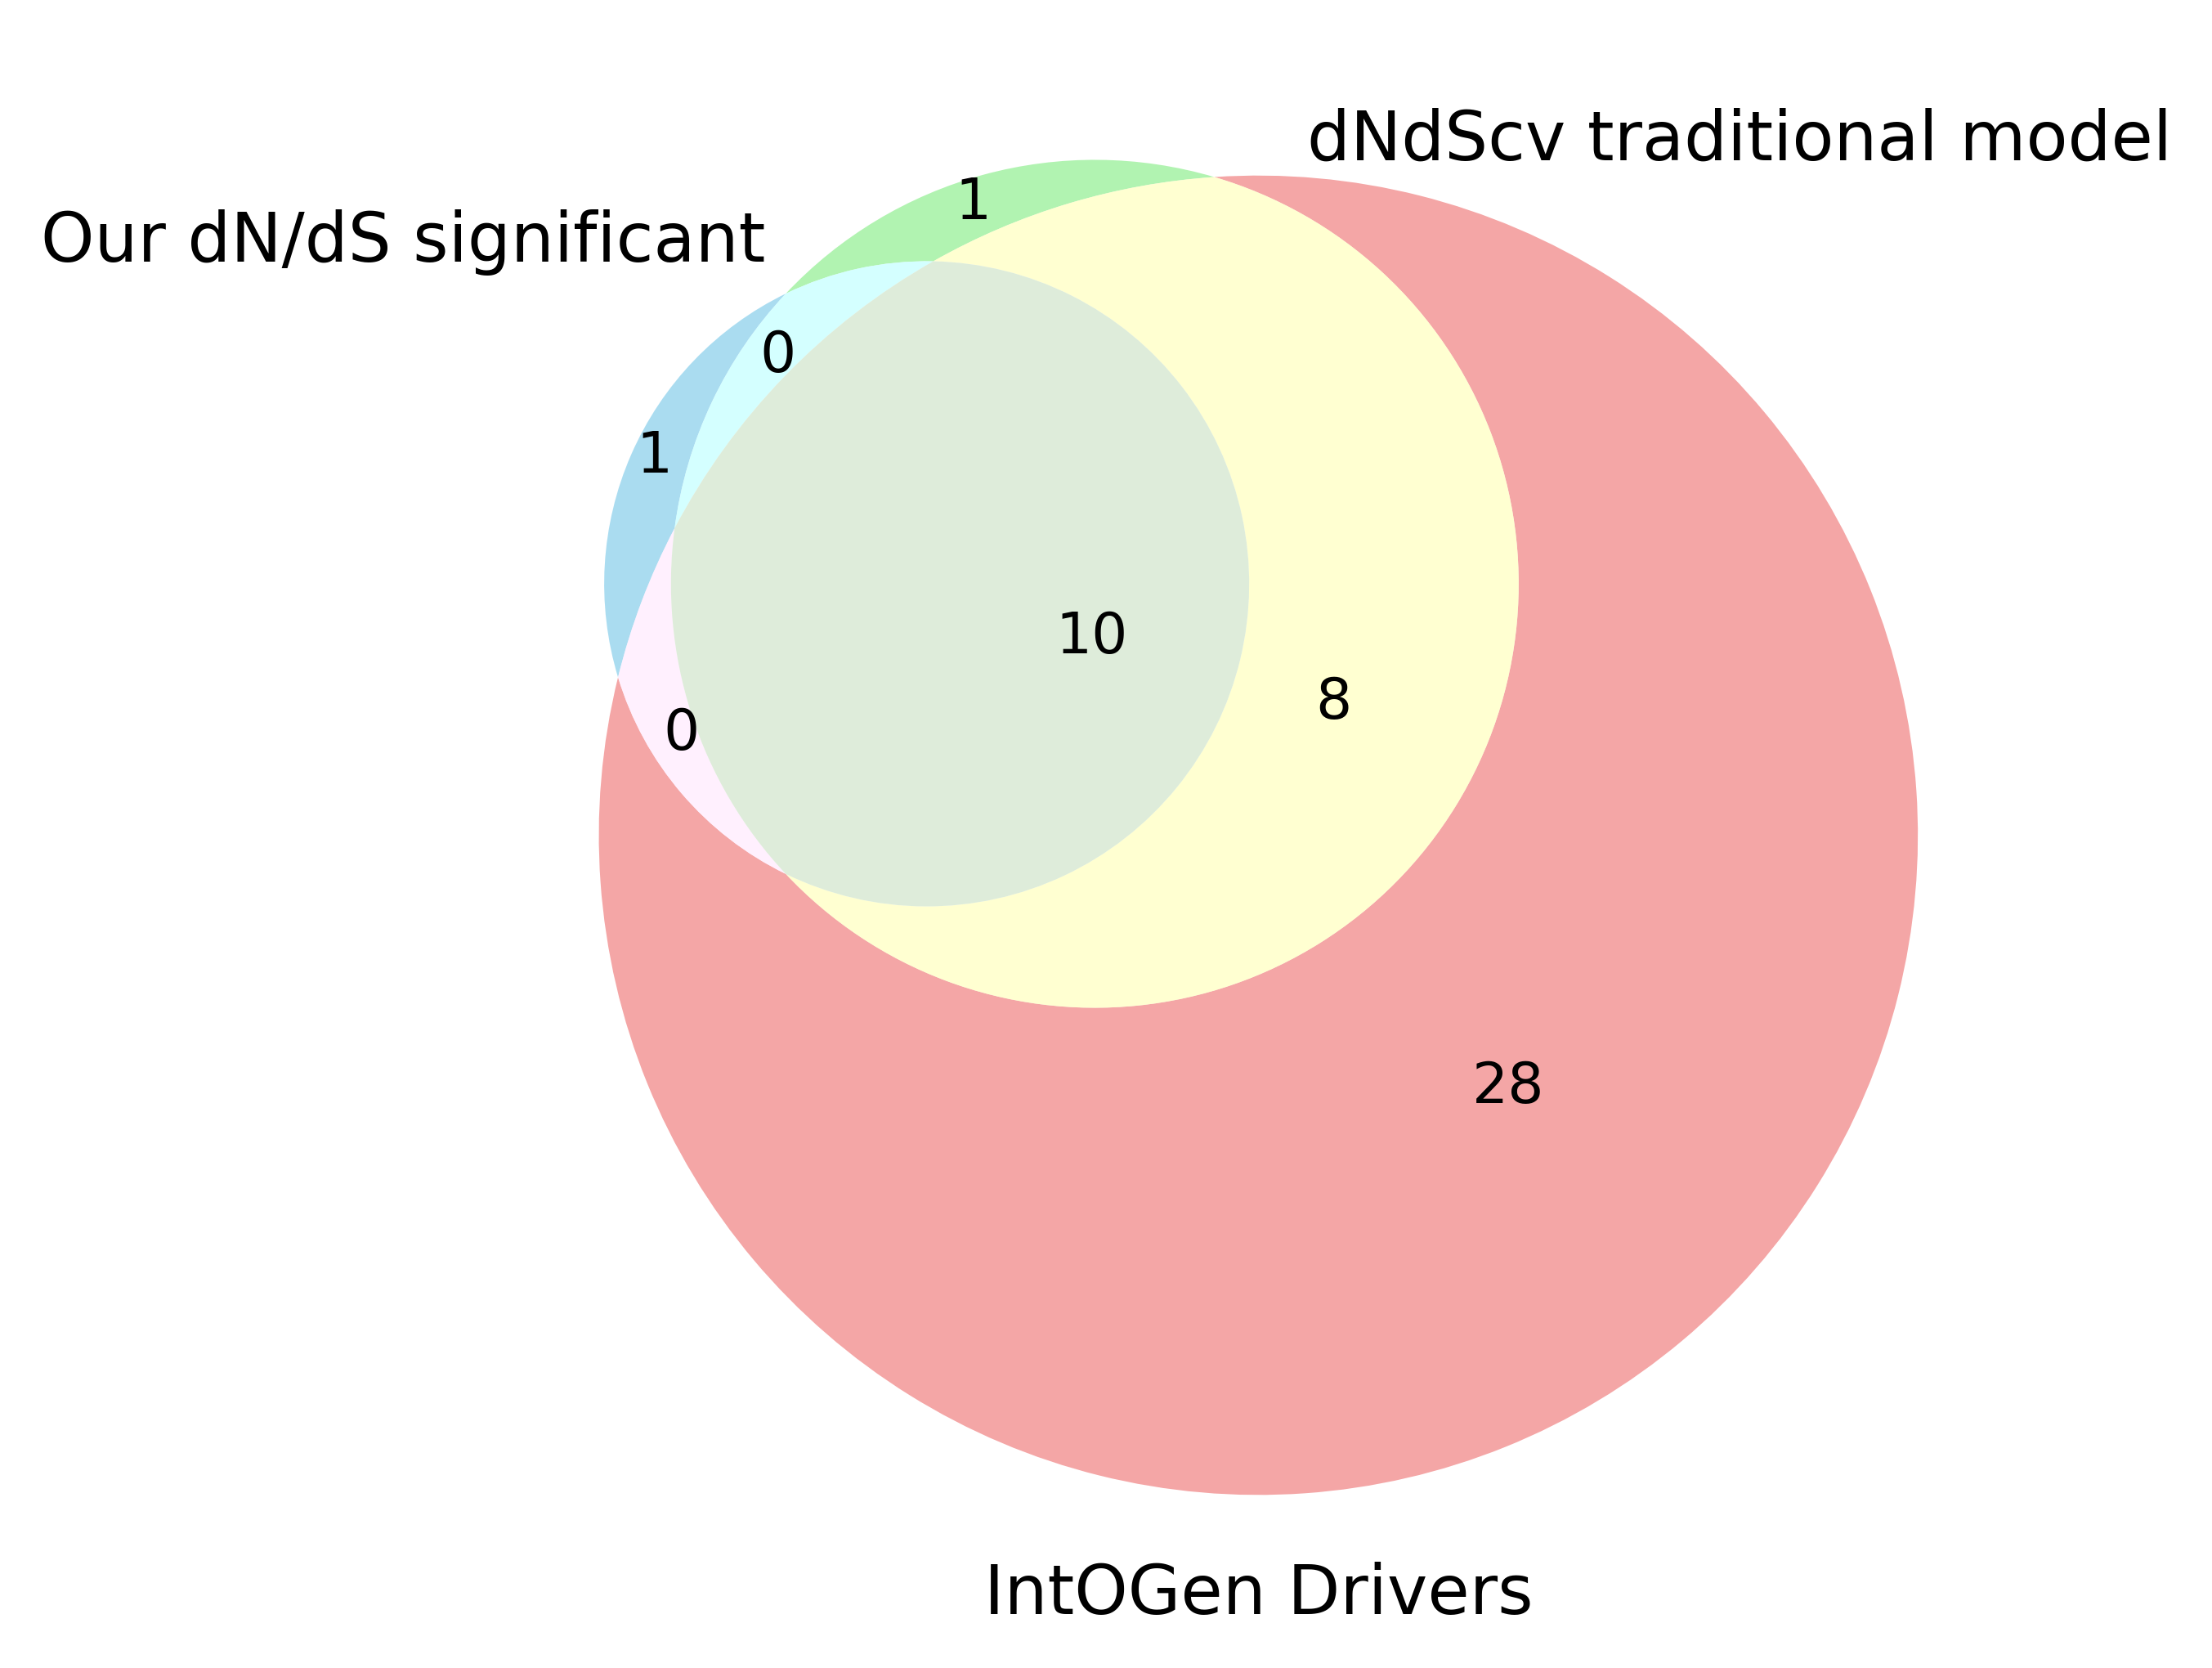 dNdScv traditional model
1
Our dN/dS significant
0
1
10
8
0
28
IntOGen Drivers